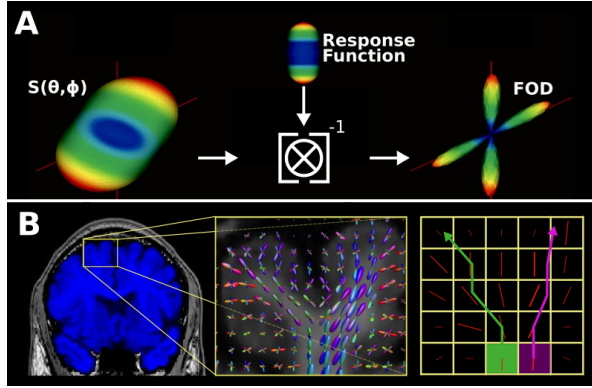 A
S(θ,ϕ)
Response
Function
-1
FOD
B